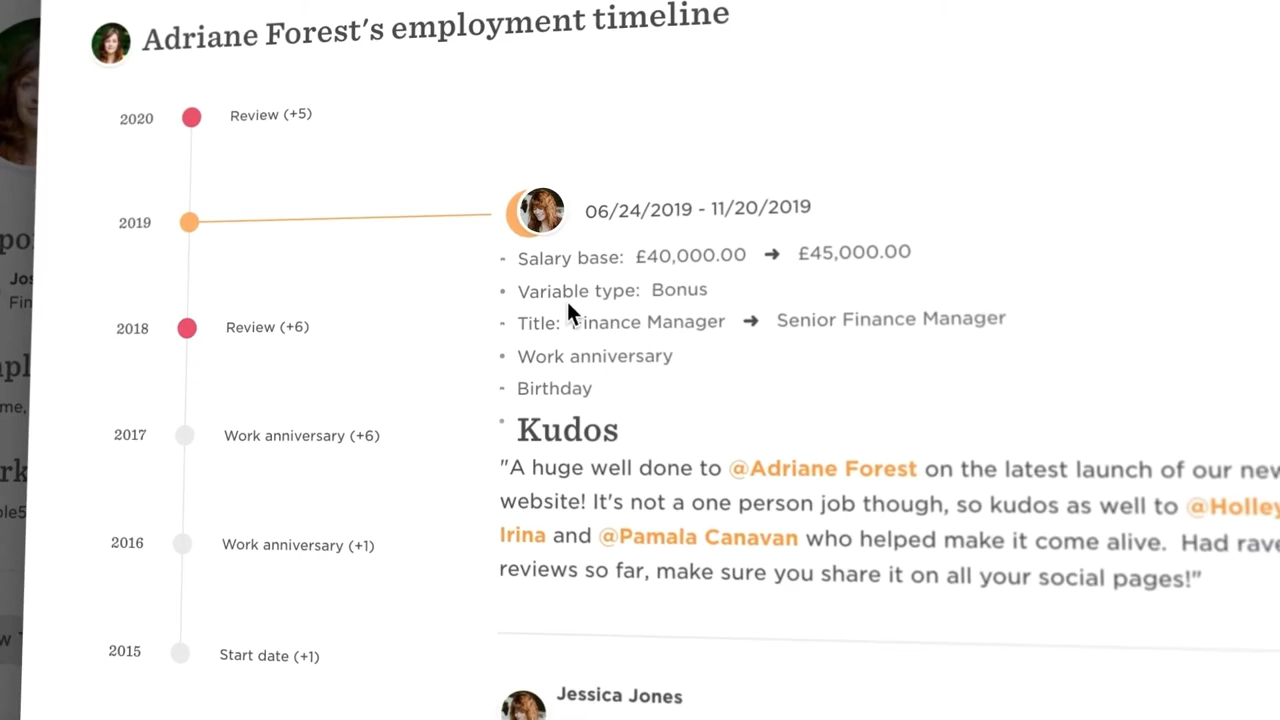 Adriane Forest's employment timeline
2020 Review (+5)
2019
06/24/2019 - 11/20/2019
- Salary base: £40,000.00 → £45,000.00
• Variable type: Bonus
2018 Review (+6)
- Title: Finance Manager → Senior Finance Manager
• Work anniversary
- Birthday
2017 Work anniversary (+6)
• Kudos
"A huge well done to @Adriane Forest on the latest launch of our new
website! It's not a one person job though, so kudos as well to @Holley
Irina and @Pamala Canavan who helped make it come alive. Had rave
2016 Work anniversary (+1)
reviews so far, make sure you share it on all your social pages!"
2015 Start date (+1)
Jessica Jones